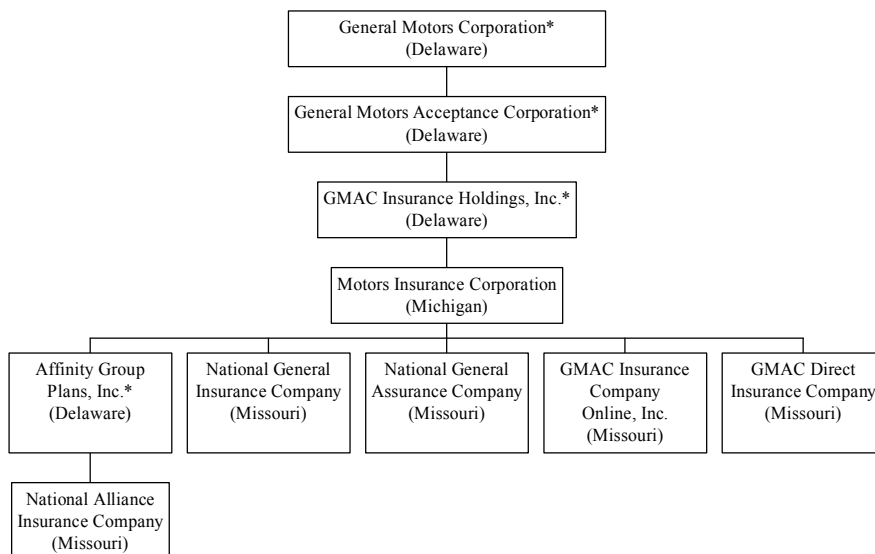 General Motors Corporation*
(Delaware)
General Motors Acceptance Corporation*
(Delaware)
GMAC Insurance Holdings, Inc.*
(Delaware)
Motors Insurance Corporation
(Michigan)
Affinity Group
Plans, Inc.*
(Delaware)
National General
Insurance Company
(Missouri)
National General
Assurance Company
(Missouri)
GMAC Insurance
Company
Online, Inc.
(Missouri)
GMAC Direct
Insurance Company
(Missouri)
National Alliance
Insurance Company
(Missouri)